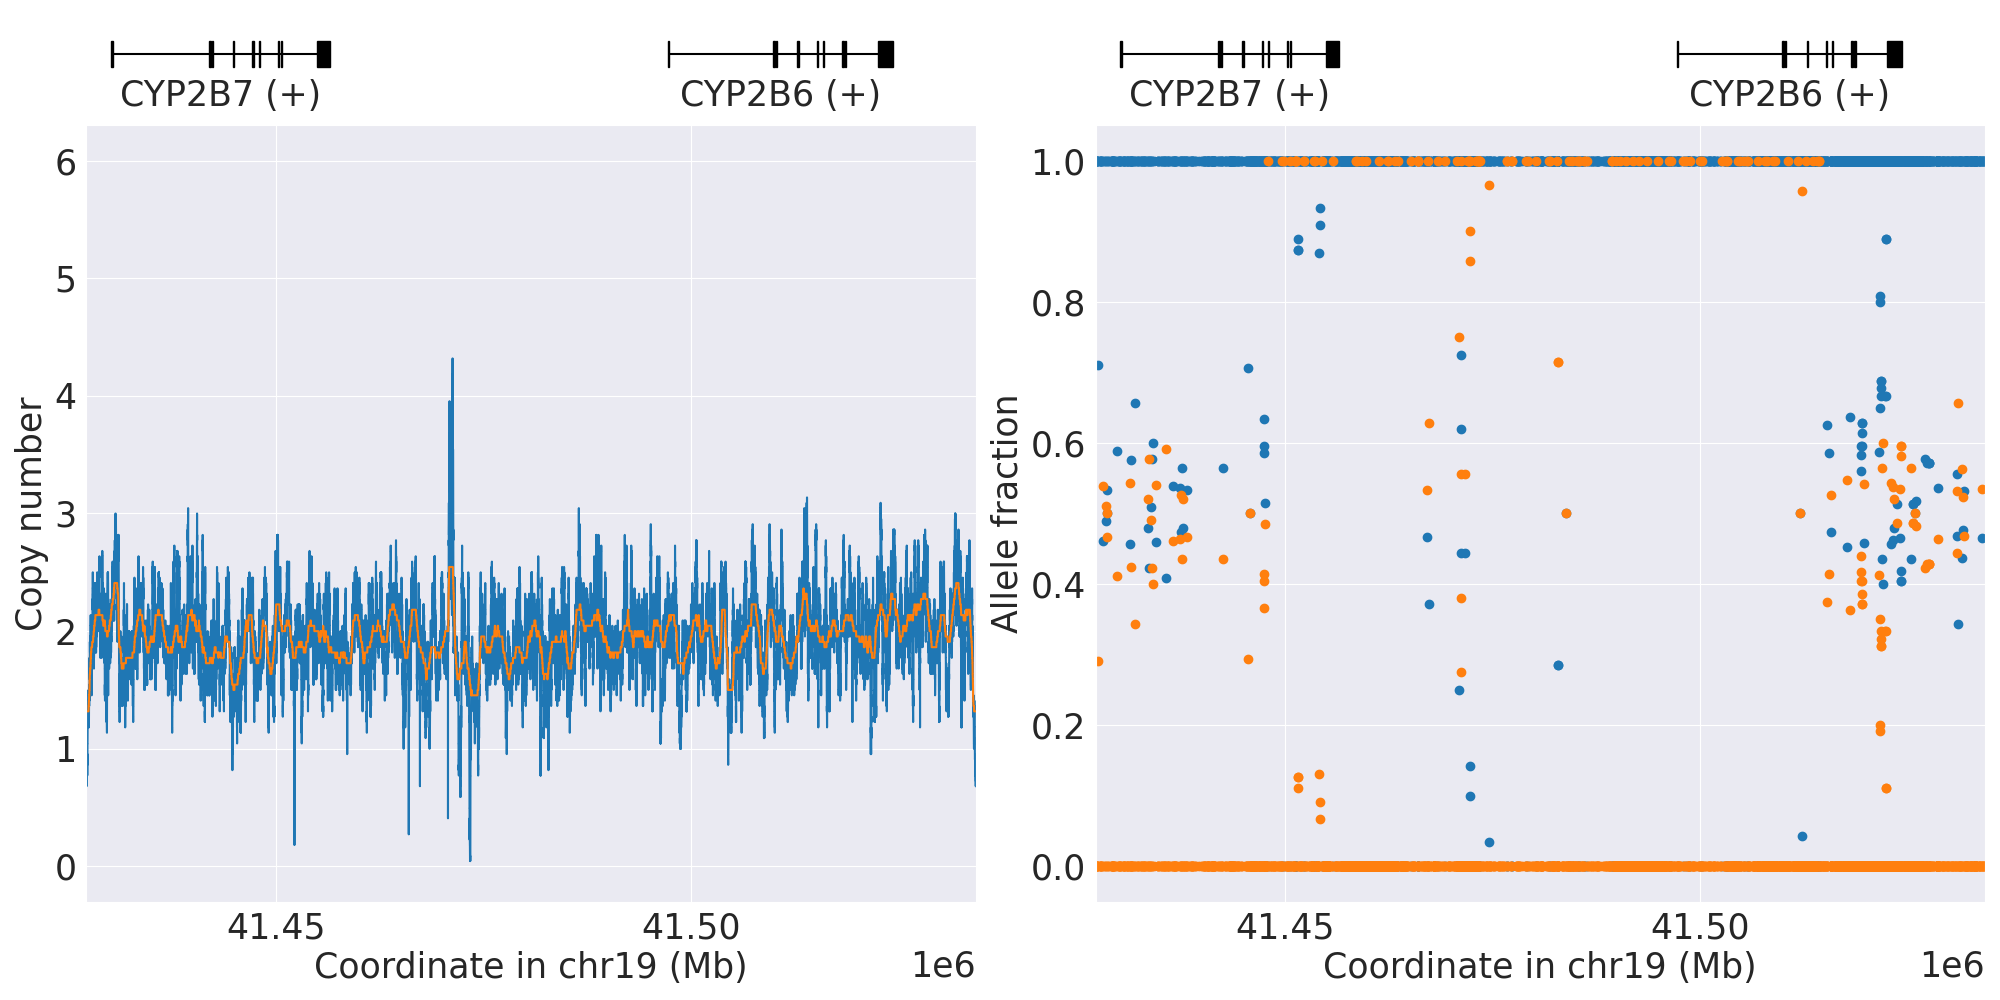 CYP2B7 (+)
CYP2B6 (+)
Copy number
6
5
4
3
2
1
0
41.45
41.50
Coordinate in chr19 (Mb)
1e6
CYP2B7 (+)
CYP2B6 (+)
Allele fraction
1.0
0.8
0.6
0.4
0.2
0.0
41.45
41.50
Coordinate in chr19 (Mb)
1e6